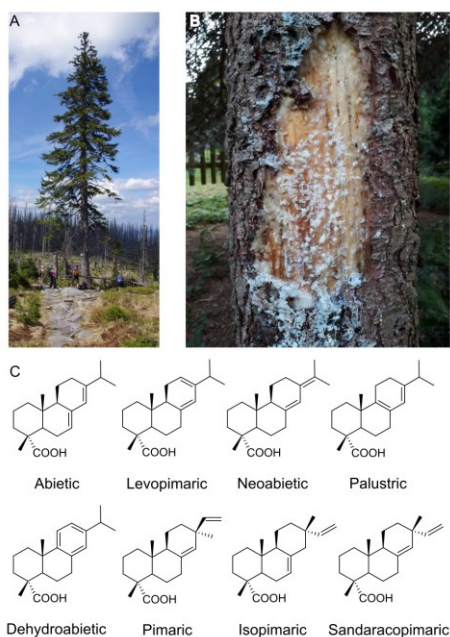 A
B
C
COOH
COOH
COOH
COOH
Abietic
Levopimaric
Neoabietic
Palustric
COOH
COOH
COOH
COOH
Dehydroabietic
Pimaric
Isopimaric
Sandaracopimaric